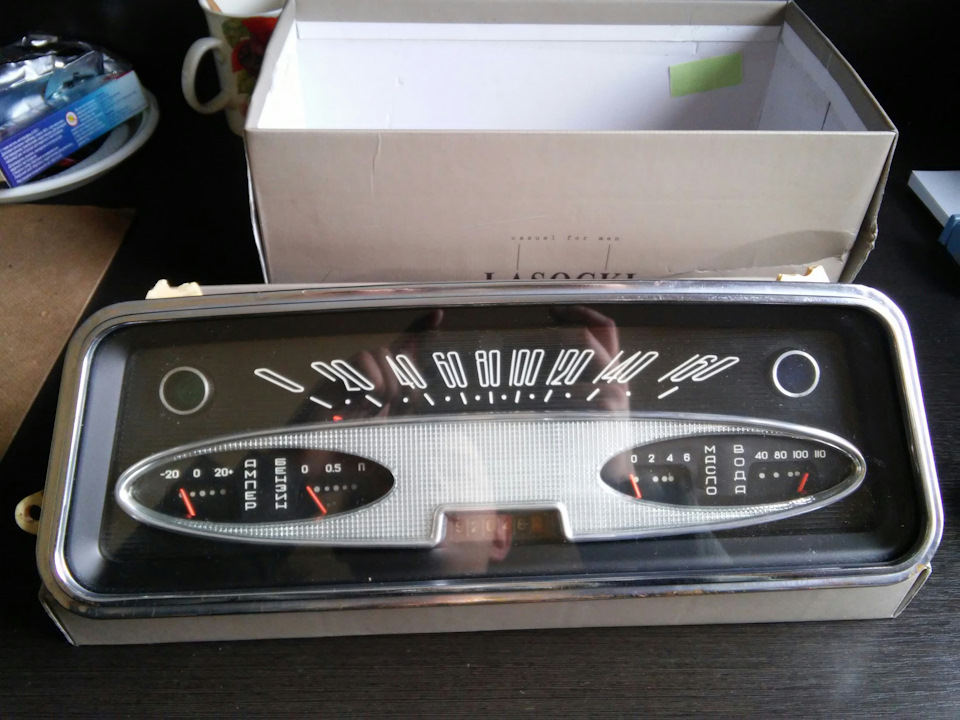 casual for men
LASOCKI
0 20 40 60 80 100 120 140 160
-20 0 20+
АМПЕР
БЕНЗИН
0 0.5 П
0 2 4 6
МАСЛО
ВОДА
40 80 100 110